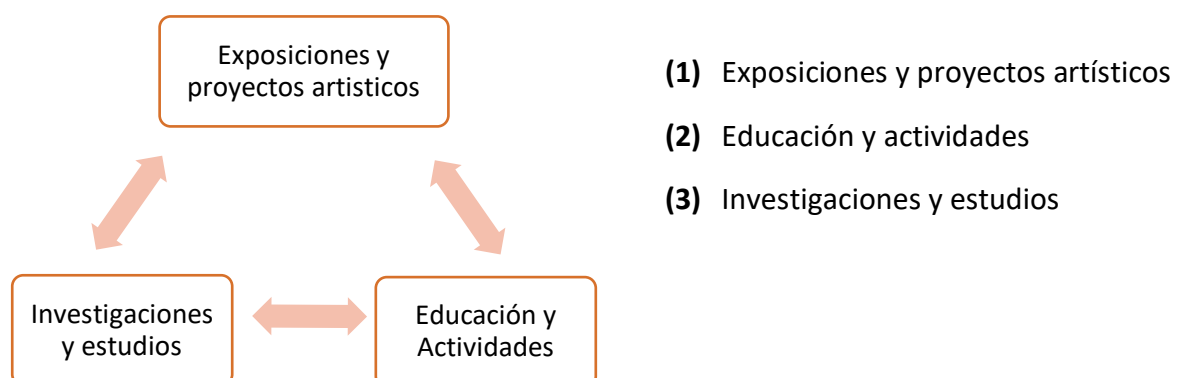 Exposiciones y
proyectos artisticos
Investigaciones
y estudios
Educación y
Actividades
(1) Exposiciones y proyectos artísticos
(2) Educación y actividades
(3) Investigaciones y estudios